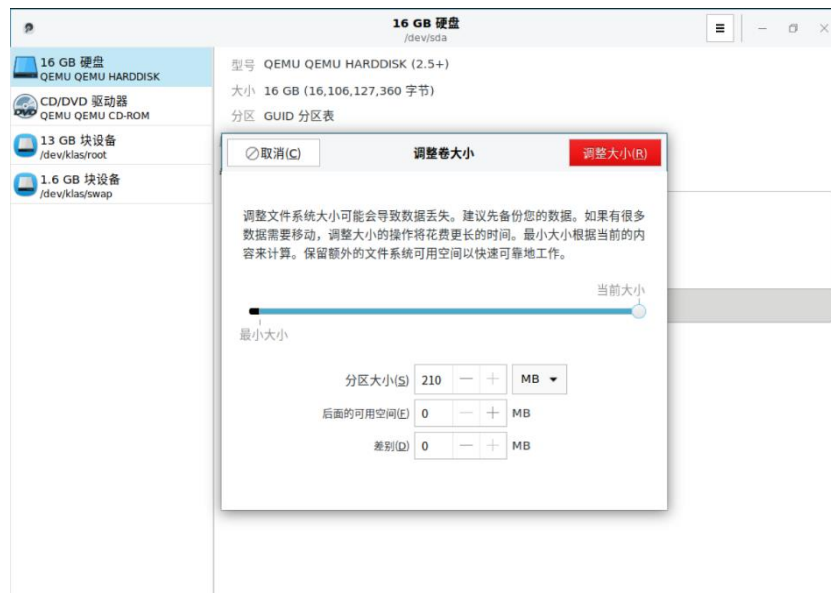 16 GB 硬盘
/dev/sda
16 GB 硬盘
QEMU QEMU HARDDISK
CD/DVD 驱动器
QEMU QEMU CD-ROM
13 GB 块设备
/dev/klas/root
1.6 GB 块设备
/dev/klas/swap
型号 QEMU QEMU HARDDISK (2.5+)
大小 16 GB (16,106,127,360 字节)
分区 GUID 分区表
取消(C)
调整卷大小
调整大小(R)
调整文件系统大小可能会导致数据丢失。建议先备份您的数据。如果有很多
数据需要移动，调整大小的操作将花费更长的时间。最小大小根据当前的内
容来计算。保留额外的文件系统可用空间以快速可靠地工作。
当前大小
最小大小
分区大小(S) 210 － + MB
后面的可用空间(F) 0 － + MB
差别(D) 0 － + MB